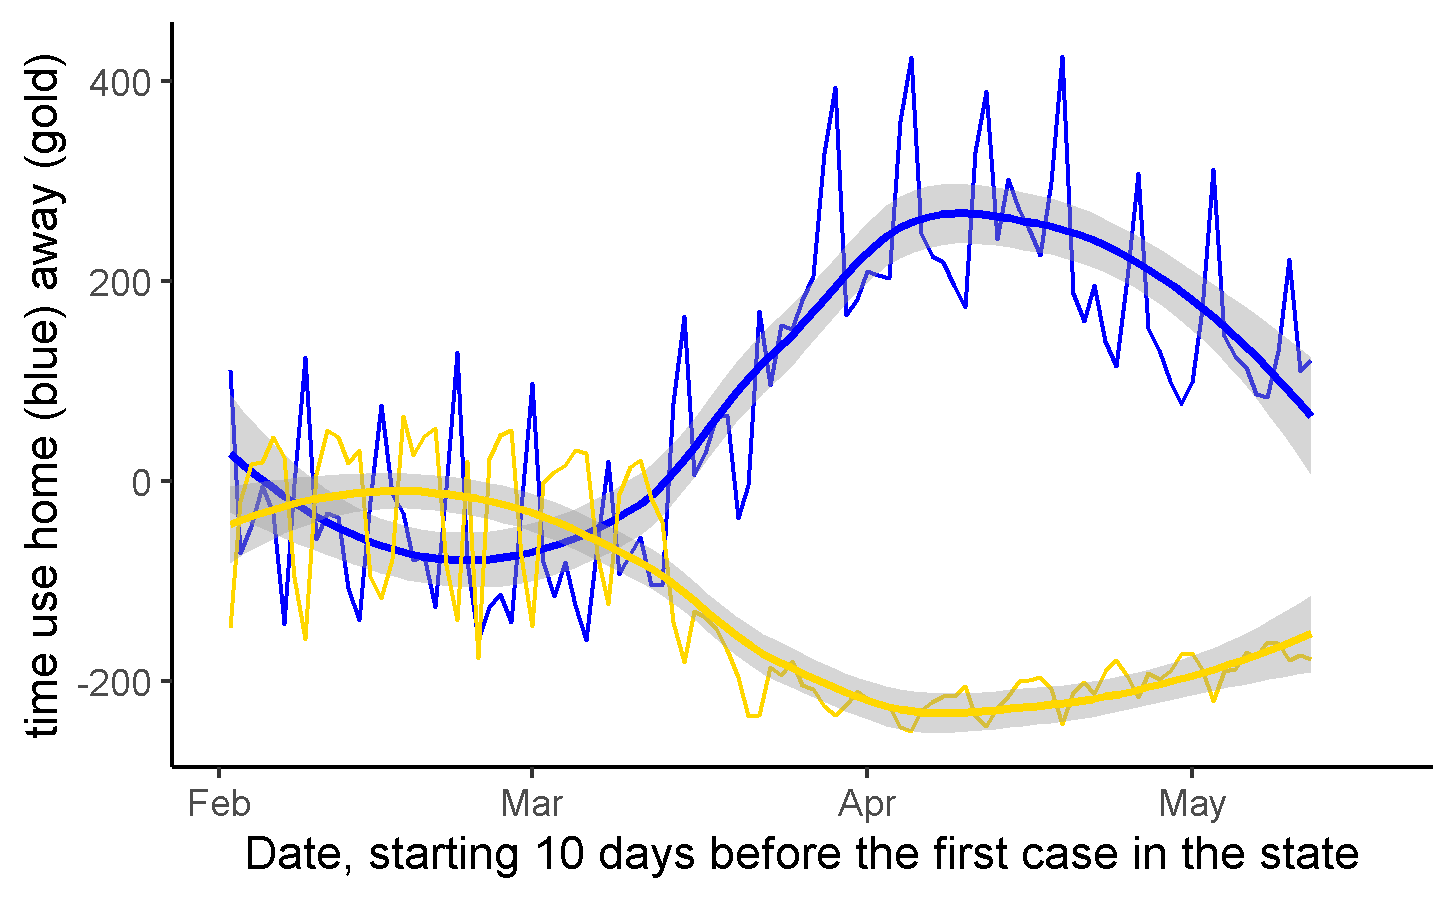 time use home (blue) away (gold)
400
200
0
-200
Feb
Mar
Apr
May
Date, starting 10 days before the first case in the state